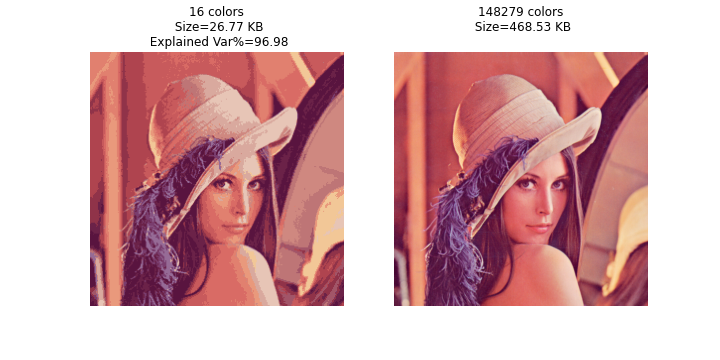 16 colors
Size=26.77 KB
Explained Var%=96.98
148279 colors
Size=468.53 KB